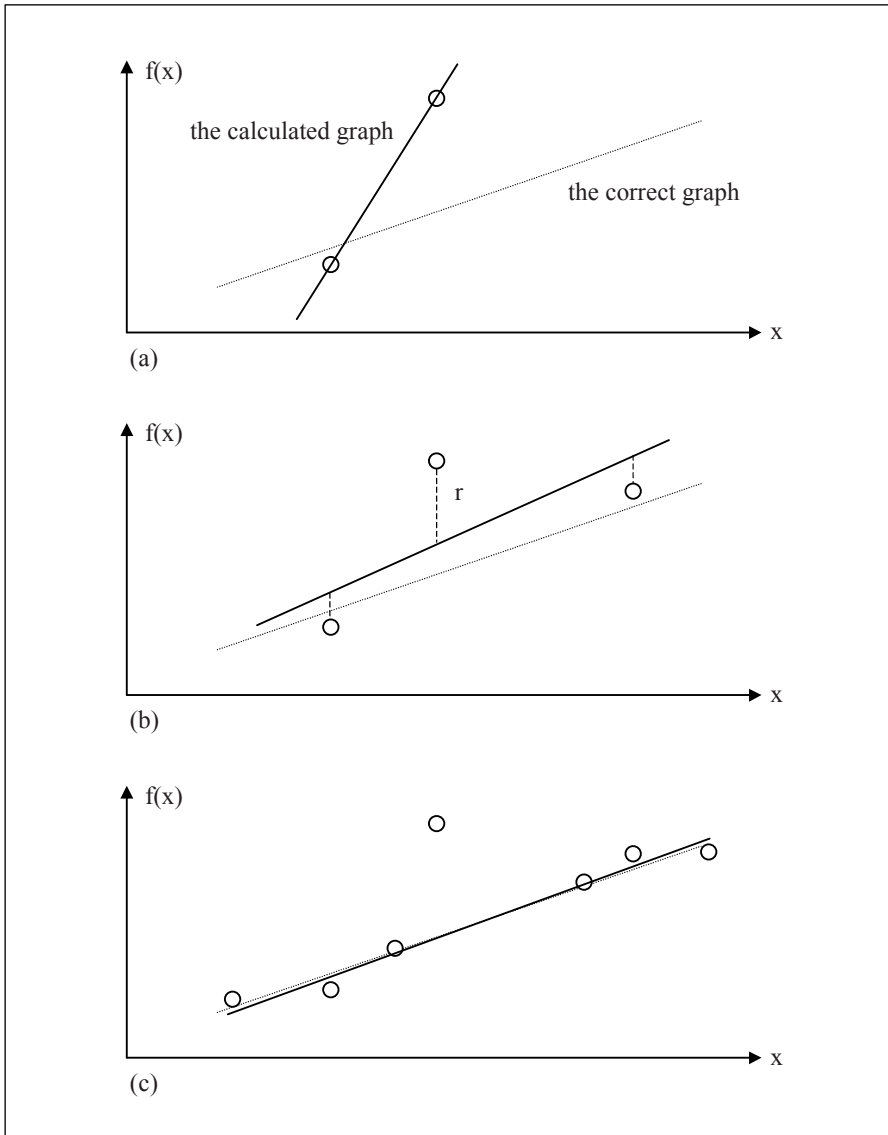 f(x)
the calculated graph
the correct graph
x
(a)
f(x)
r
x
(b)
f(x)
x
(c)